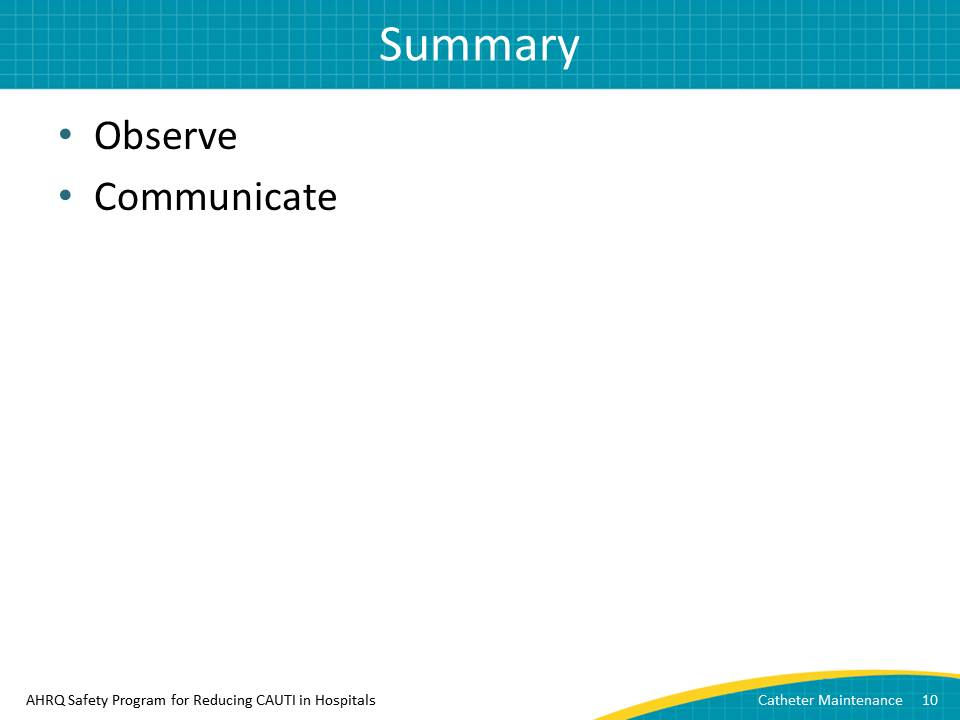 Summary
• Observe
• Communicate
AHRQ Safety Program for Reducing CAUTI in Hospitals
Catheter Maintenance 10